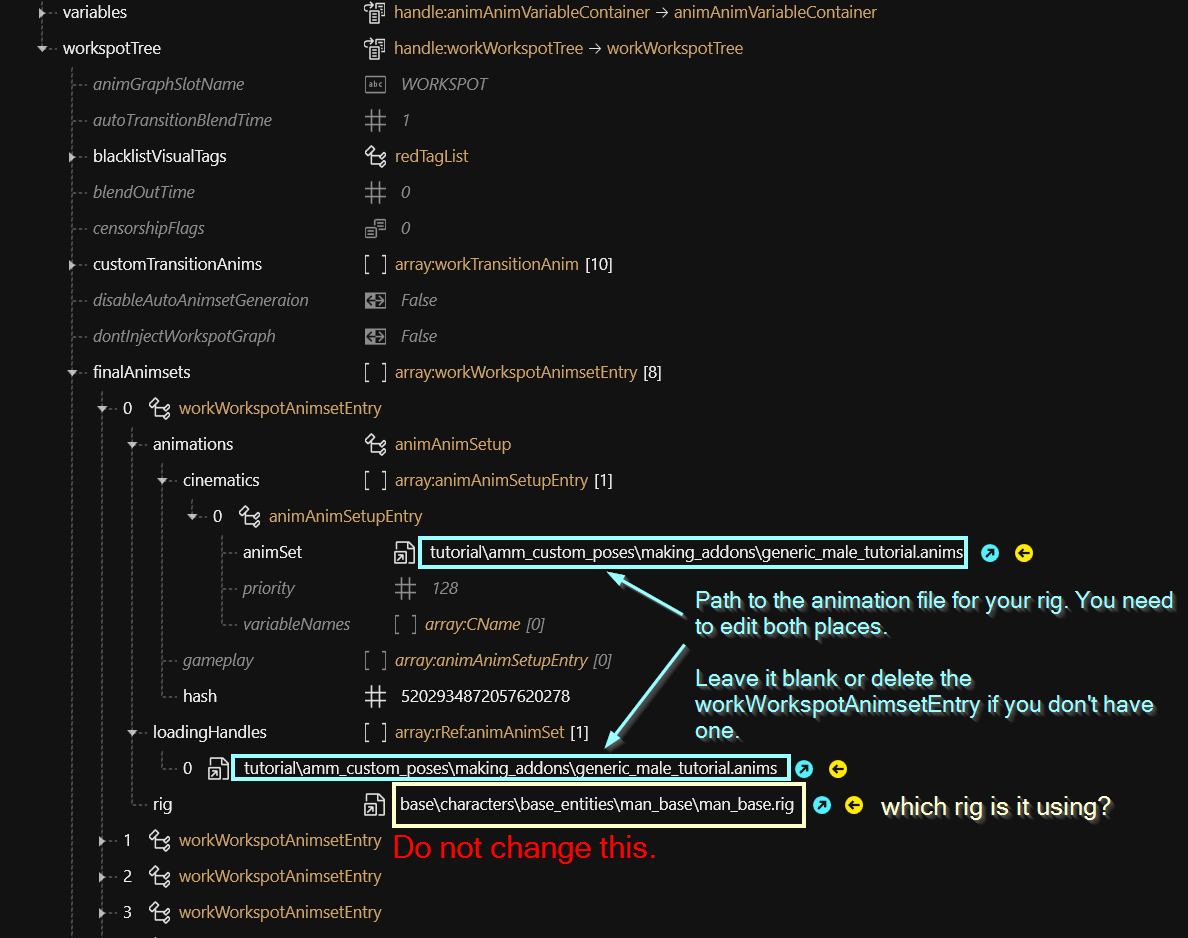 variables handle:animAnimVariableContainer → animAnimVariableContainer
workspotTree handle:workWorkspotTree → workWorkspotTree
animGraphSlotName abc WORKSPOT
autoTransitionBlendTime 1
blacklistVisualTags redTagList
blendOutTime 0
censorshipFlags 0
customTransitionAnims [ ] array:workTransitionAnim [10]
disableAutoAnimsetGeneraion False
dontInjectWorkspotGraph False
finalAnimsets [ ] array:workWorkspotAnimsetEntry [8]
0 workWorkspotAnimsetEntry
animations animAnimSetup
cinematics [ ] array:animAnimSetupEntry [1]
0 animAnimSetupEntry
animSet tutorial\amm_custom_poses\making_addons\generic_male_tutorial.anims
priority 128
variableNames [ ] array:CName [0]
gameplay [ ] array:animAnimSetupEntry [0]
hash 5202934872057620278
Path to the animation file for your rig. You need
to edit both places.
Leave it blank or delete the
workWorkspotAnimsetEntry if you don't have
one.
loadingHandles [ ] array:rRef:animAnimSet [1]
0 tutorial\amm_custom_poses\making_addons\generic_male_tutorial.anims
rig base\characters\base_entities\man_base\man_base.rig which rig is it using?
1 workWorkspotAnimsetEntry Do not change this.
2 workWorkspotAnimsetEntry
3 workWorkspotAnimsetEntry